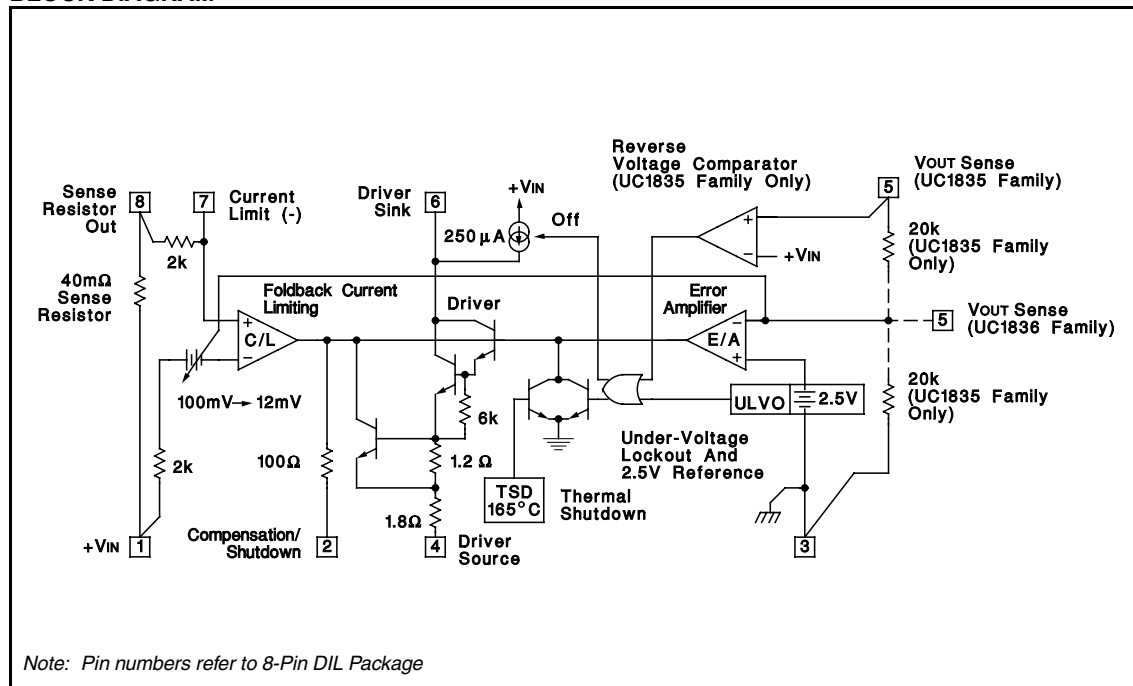 BLOCK DIAGRAM
Sense
Resistor
Out
8
7
Current
Limit (-)
2k
40mΩ
Sense
Resistor
Driver
Sink
6
+VIN
250 µA
Off
Reverse
Voltage Comparator
(UC1835 Family Only)
+
–
+VIN
VOUT Sense
(UC1835 Family)
5
20k
(UC1835 Family
Only)
Foldback Current
Limiting
+
C/L
–
100mV → 12mV
2k
Driver
Error
Amplifier
–
E/A
+
5
VOUT Sense
(UC1836 Family)
20k
(UC1835 Family
Only)
ULVO
2.5V
6k
Under-Voltage
Lockout And
2.5V Reference
100Ω
1.2 Ω
1.8Ω
TSD
165°C
Thermal
Shutdown
+VIN
1
Compensation/
Shutdown
2
4
Driver
Source
3
Note: Pin numbers refer to 8-Pin DIL Package